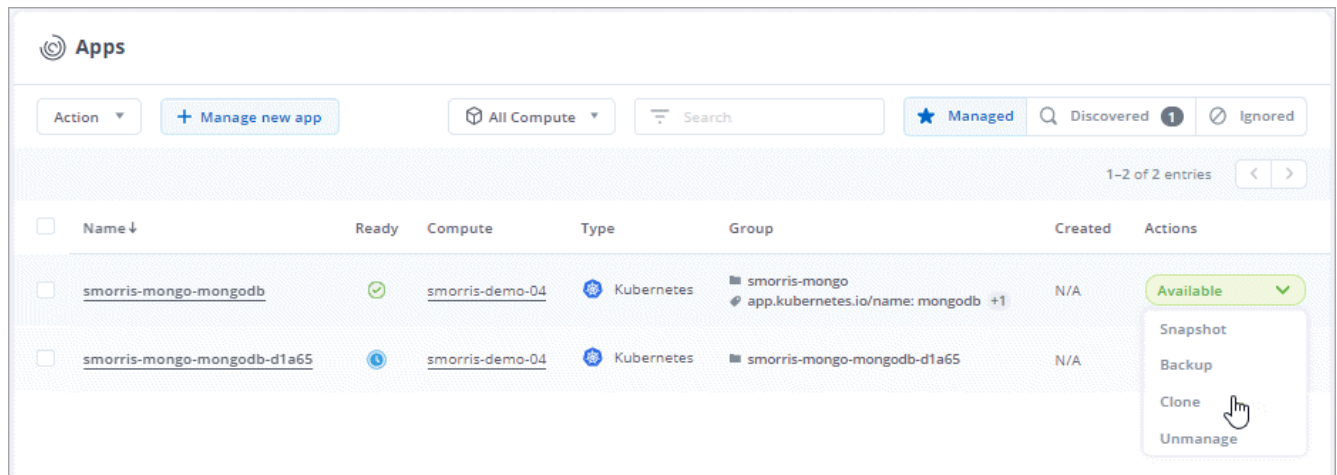 Apps
Action + Manage new app All Compute Search Managed Discovered 1 Ignored
1–2 of 2 entries < >
Name↓ Ready Compute Type Group Created Actions
smorris-mongo-mongodb smorris-demo-04 Kubernetes smorris-mongo N/A Available
app.kubernetes.io/name: mongodb +1
Snapshot
smorris-mongo-mongodb-d1a65 smorris-demo-04 Kubernetes smorris-mongo-mongodb-d1a65 N/A
Backup
Clone
Unmanage